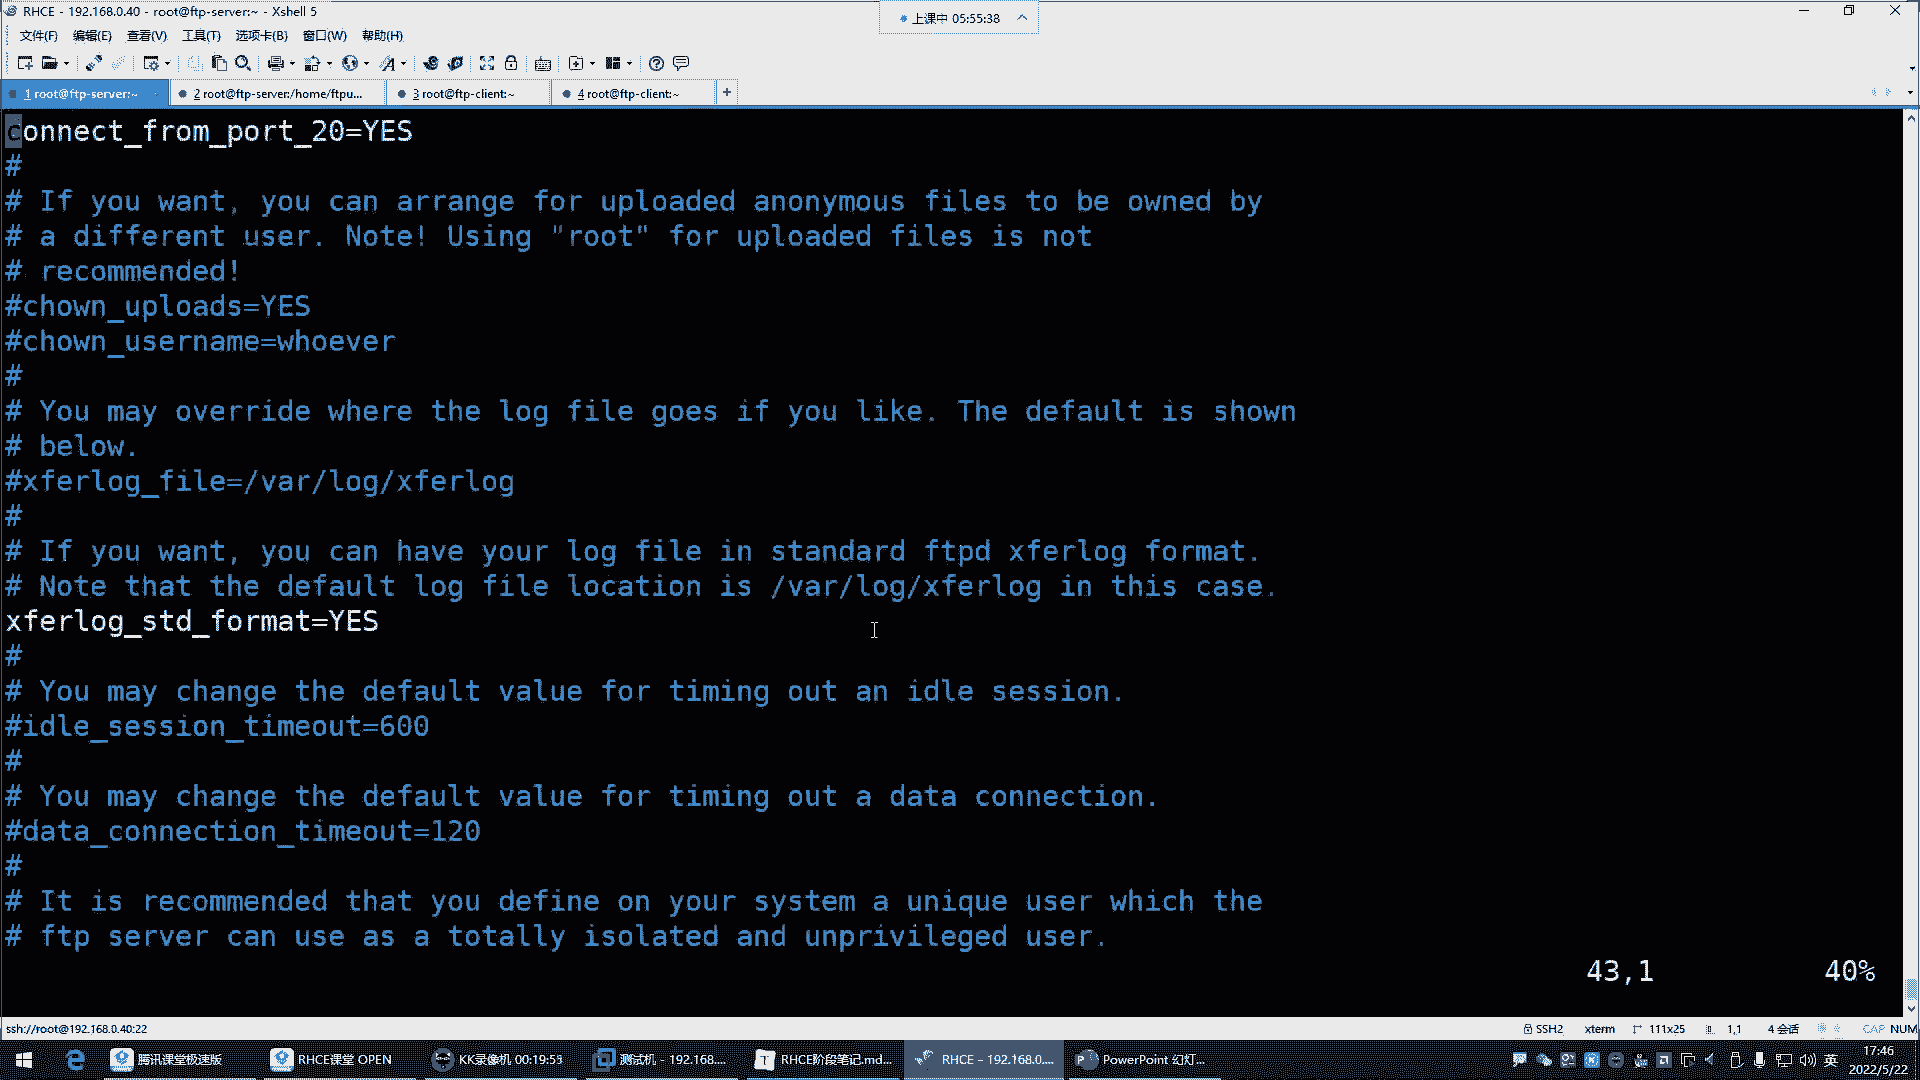 RHCE - 192.168.0.40 - root@ftp-server:~ - Xshell 5
上课中 05:55:38
文件(F) 编辑(E) 查看(V) 工具(T) 选项卡(B) 窗口(W) 帮助(H)
1 root@ftp-server:~ 2 root@ftp-server:/home/ftpu... 3 root@ftp-client:~ 4 root@ftp-client:~ +
connect_from_port_20=YES
#
# If you want, you can arrange for uploaded anonymous files to be owned by
# a different user. Note! Using "root" for uploaded files is not
# recommended!
#chown_uploads=YES
#chown_username=whoever
#
# You may override where the log file goes if you like. The default is shown
# below.
#xferlog_file=/var/log/xferlog
#
# If you want, you can have your log file in standard ftpd xferlog format.
# Note that the default log file location is /var/log/xferlog in this case.
xferlog_std_format=YES
#
# You may change the default value for timing out an idle session.
#idle_session_timeout=600
#
# You may change the default value for timing out a data connection.
#data_connection_timeout=120
#
# It is recommended that you define on your system a unique user which the
# ftp server can use as a totally isolated and unprivileged user.
43,1 40%
ssh://root@192.168.0.40:22 SSH2 xterm 111x25 1,1 4 会话 CAP NUM
腾讯课堂极速版 RHCE课堂 OPEN KK录像机 00:19:53 测试机 - 192.168.... RHCE阶段笔记.md... RHCE - 192.168.0.... PowerPoint 幻灯... 英 17:46
2022/5/22